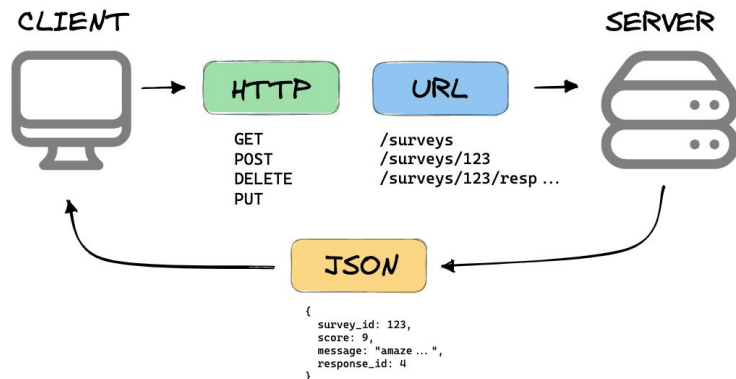 CLIENT
SERVER
HTTP
URL
GET
POST
DELETE
PUT
/surveys
/surveys/123
/surveys/123/resp ...
JSON
{
survey_id: 123,
score: 9,
message: "amaze ... ",
response_id: 4
}